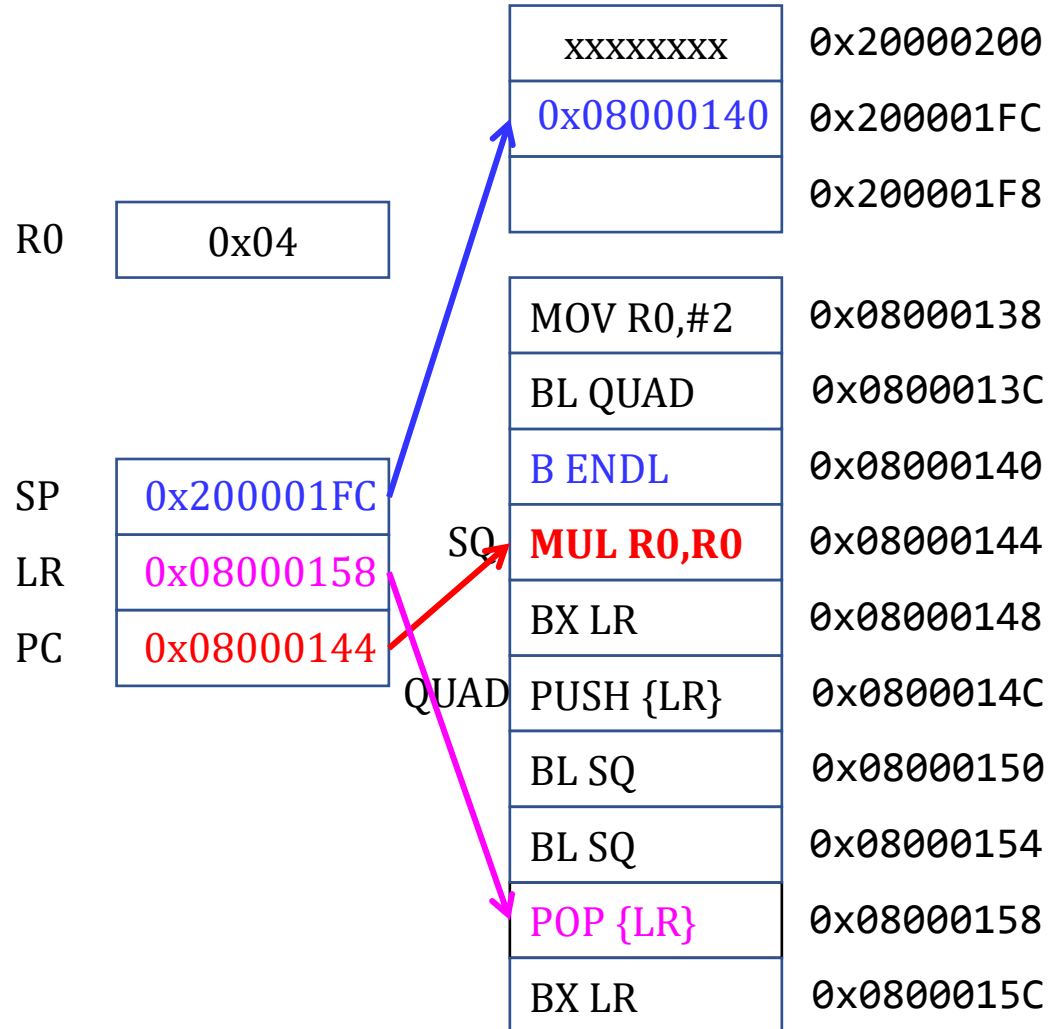 xxxxxxxx 0x20000200
0x08000140 0x200001FC
0x200001F8
R0 0x04
MOV R0,#2 0x08000138
BL QUAD 0x0800013C
SP 0x200001FC B ENDL 0x08000140
SQ MUL R0,R0 0x08000144
LR 0x08000158
BX LR 0x08000148
PC 0x08000144
QUAD PUSH {LR} 0x0800014C
BL SQ 0x08000150
BL SQ 0x08000154
POP {LR} 0x08000158
BX LR 0x0800015C